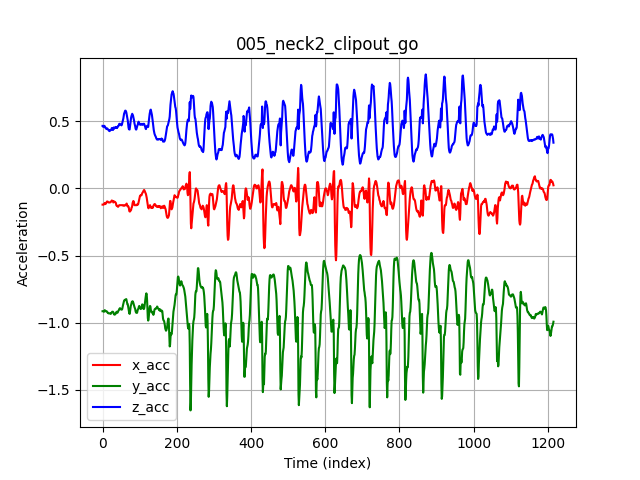 005_neck2_clipout_go
0.5
0.0
−0.5
−1.0
−1.5
Acceleration
x_acc
y_acc
z_acc
0 200 400 600 800 1000 1200
Time (index)